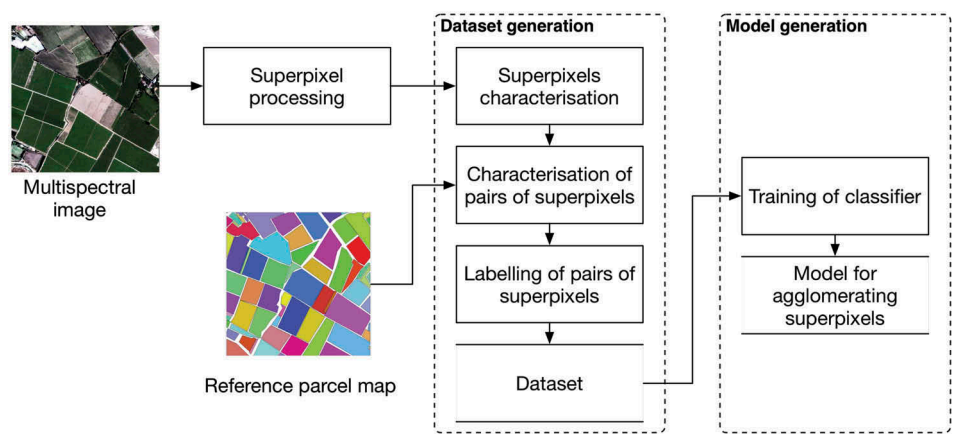 Dataset generation
Model generation
Superpixel
processing
Superpixels
characterisation
Multispectral
image
Characterisation of
pairs of superpixels
Training of classifier
Labelling of pairs of
superpixels
Model for
agglomerating
superpixels
Reference parcel map
Dataset